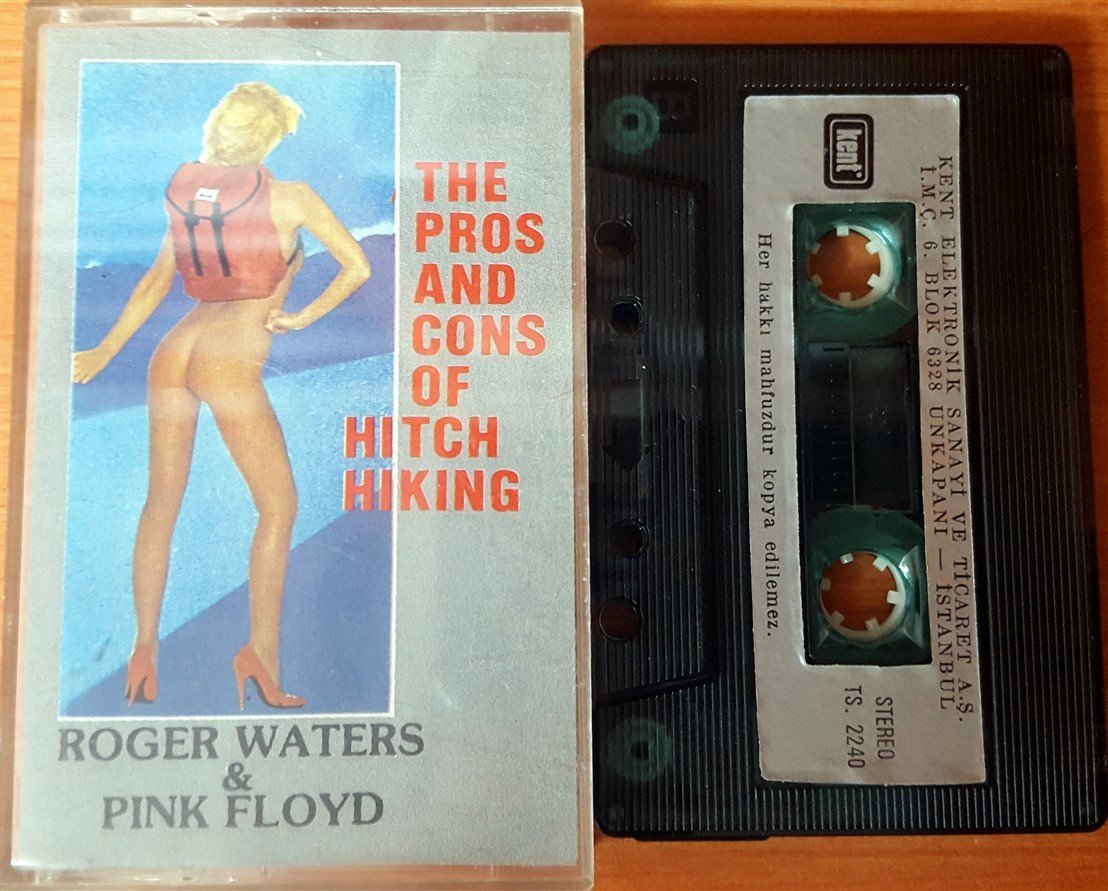 THE
PROS
AND
CONS
OF
HITCH
HIKING
ROGER WATERS
&
PINK FLOYD
B
kent
KENT ELEKTRONİK SANAYİ VE TİCARET A.Ş.
İ.M.Ç. 6. BLOK 6328 UNKAPANI — İSTANBUL
Her hakkı mahfuzdur kopya edilemez.
STEREO
TS. 2240